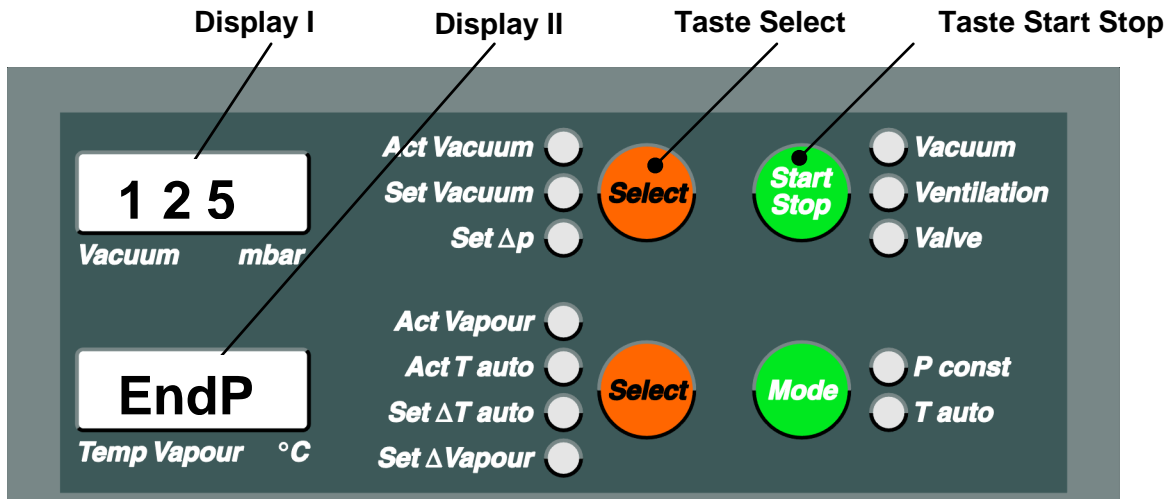 Display I Display II Taste Select Taste Start Stop
1 2 5
Vacuum mbar
Act Vacuum
Set Vacuum
Set Δp
Select
Start
Stop
Vacuum
Ventilation
Valve
EndP
Temp Vapour °C
Act Vapour
Act T auto
Set ΔT auto
Set ΔVapour
Select
Mode
P const
T auto